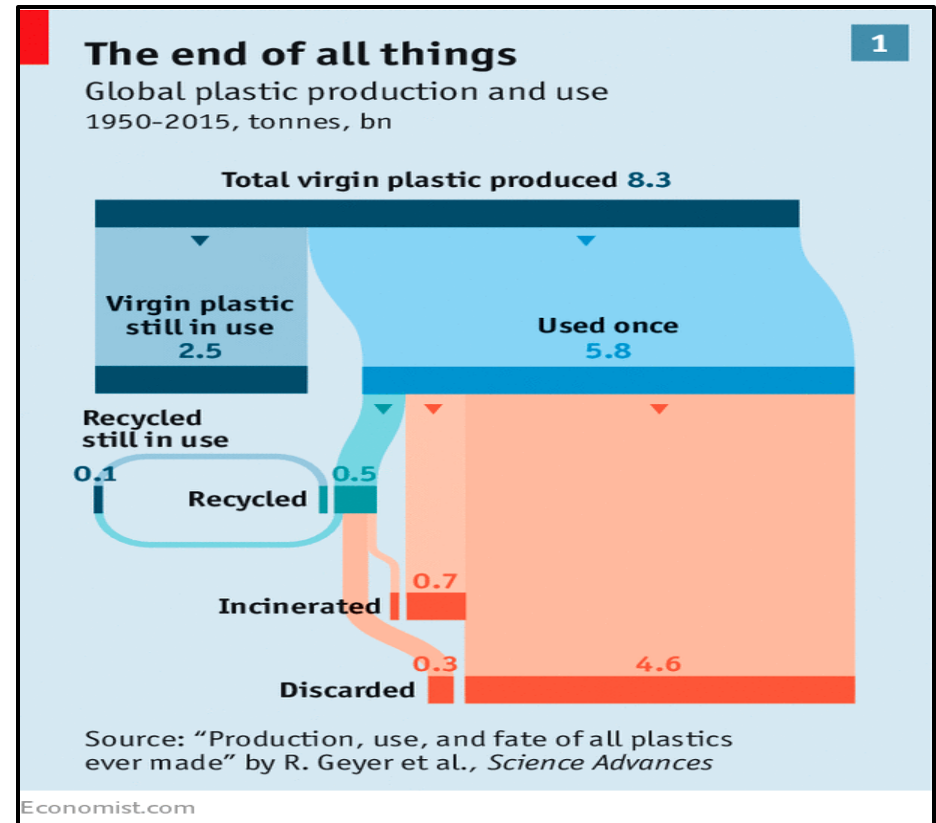 The end of all things
1
Global plastic production and use
1950-2015, tonnes, bn
Total virgin plastic produced 8.3
Virgin plastic
still in use
2.5
Used once
5.8
Recycled
still in use
0.1
Recycled
0.5
0.7
Incinerated
0.3
4.6
Discarded
Source: “Production, use, and fate of all plastics
ever made” by R. Geyer et al., Science Advances
Economist.com